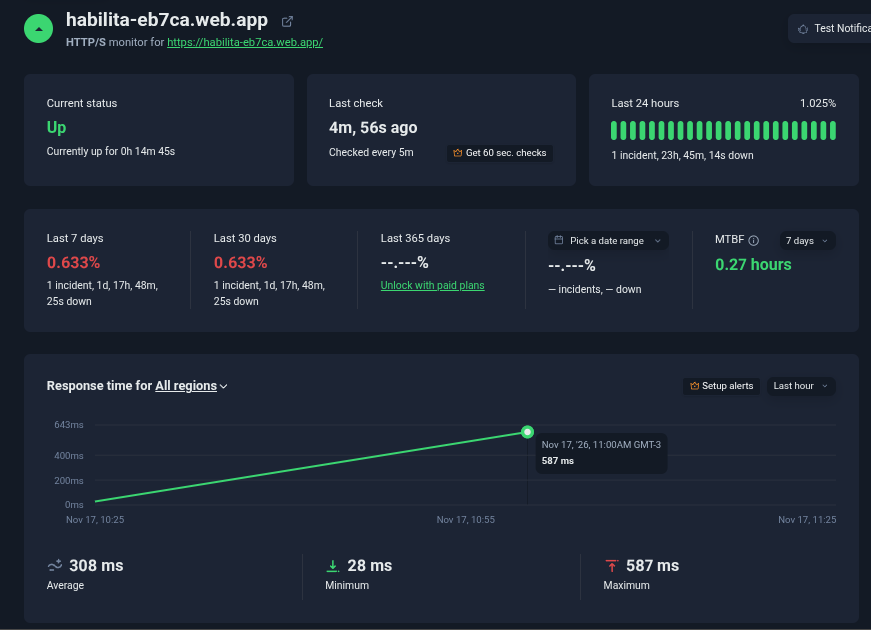 habilita-eb7ca.web.app
HTTP/S monitor for https://habilita-eb7ca.web.app/
Test Notifica
Current status
Up
Currently up for 0h 14m 45s
Last check
4m, 56s ago
Checked every 5m
Get 60 sec. checks
Last 24 hours
1.025%
1 incident, 23h, 45m, 14s down
Last 7 days
0.633%
1 incident, 1d, 17h, 48m,
25s down
Last 30 days
0.633%
1 incident, 1d, 17h, 48m,
25s down
Last 365 days
--.---%
Unlock with paid plans
Pick a date range
--.---%
— incidents, — down
MTBF
7 days
0.27 hours
Response time for All regions
Setup alerts
Last hour
643ms
400ms
200ms
0ms
Nov 17, '26, 11:00AM GMT-3
587 ms
Nov 17, 10:25
Nov 17, 10:55
Nov 17, 11:25
308 ms
Average
28 ms
Minimum
587 ms
Maximum